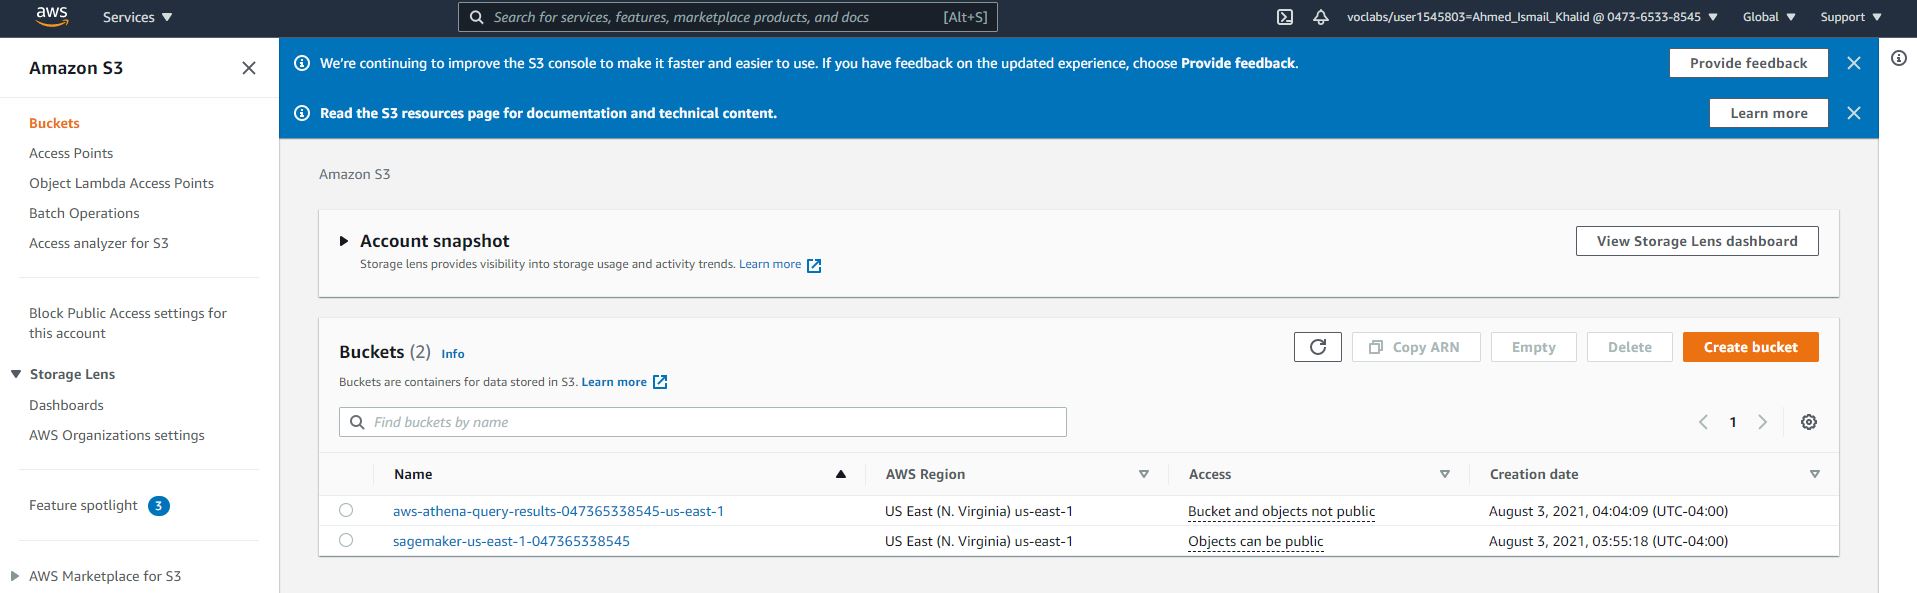 aws
Services
Search for services, features, marketplace products, and docs [Alt+S]
voclabs/user1545803=Ahmed_Ismail_Khalid @ 0473-6533-8545
Global
Support
Amazon S3
Buckets
Access Points
Object Lambda Access Points
Batch Operations
Access analyzer for S3
Block Public Access settings for
this account
Storage Lens
Dashboards
AWS Organizations settings
Feature spotlight 3
AWS Marketplace for S3
We're continuing to improve the S3 console to make it faster and easier to use. If you have feedback on the updated experience, choose Provide feedback.
Provide feedback
Read the S3 resources page for documentation and technical content.
Learn more
Amazon S3
Account snapshot
Storage lens provides visibility into storage usage and activity trends. Learn more
View Storage Lens dashboard
Buckets (2) Info
Copy ARN
Empty
Delete
Create bucket
Buckets are containers for data stored in S3. Learn more
Find buckets by name
1
Name AWS Region Access Creation date
aws-athena-query-results-047365338545-us-east-1 US East (N. Virginia) us-east-1 Bucket and objects not public August 3, 2021, 04:04:09 (UTC-04:00)
sagemaker-us-east-1-047365338545 US East (N. Virginia) us-east-1 Objects can be public August 3, 2021, 03:55:18 (UTC-04:00)